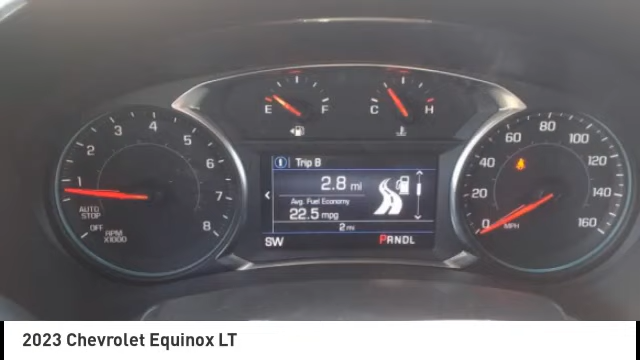 E F C H
1 2 3 4 5 6 7 8
AUTO
STOP
OFF
RPM
X1000
Trip B
2.8 mi
Avg. Fuel Economy
22.5 mpg
2 mi
SW PRNDL
0 20 40 60 80 100 120 140 160
MPH
2023 Chevrolet Equinox LT